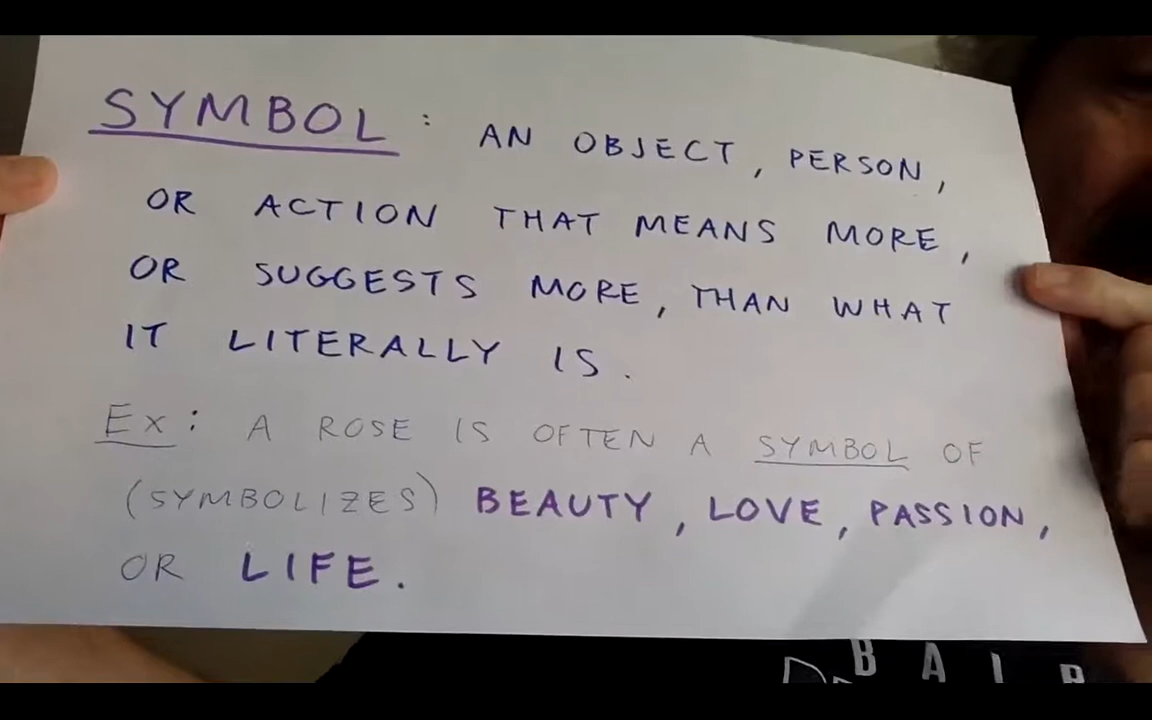 SYMBOL : AN OBJECT, PERSON,
OR ACTION THAT MEANS MORE,
OR SUGGESTS MORE, THAN WHAT
IT LITERALLY IS.
EX: A ROSE IS OFTEN A SYMBOL OF
(SYMBOLIZES) BEAUTY, LOVE, PASSION,
OR LIFE.